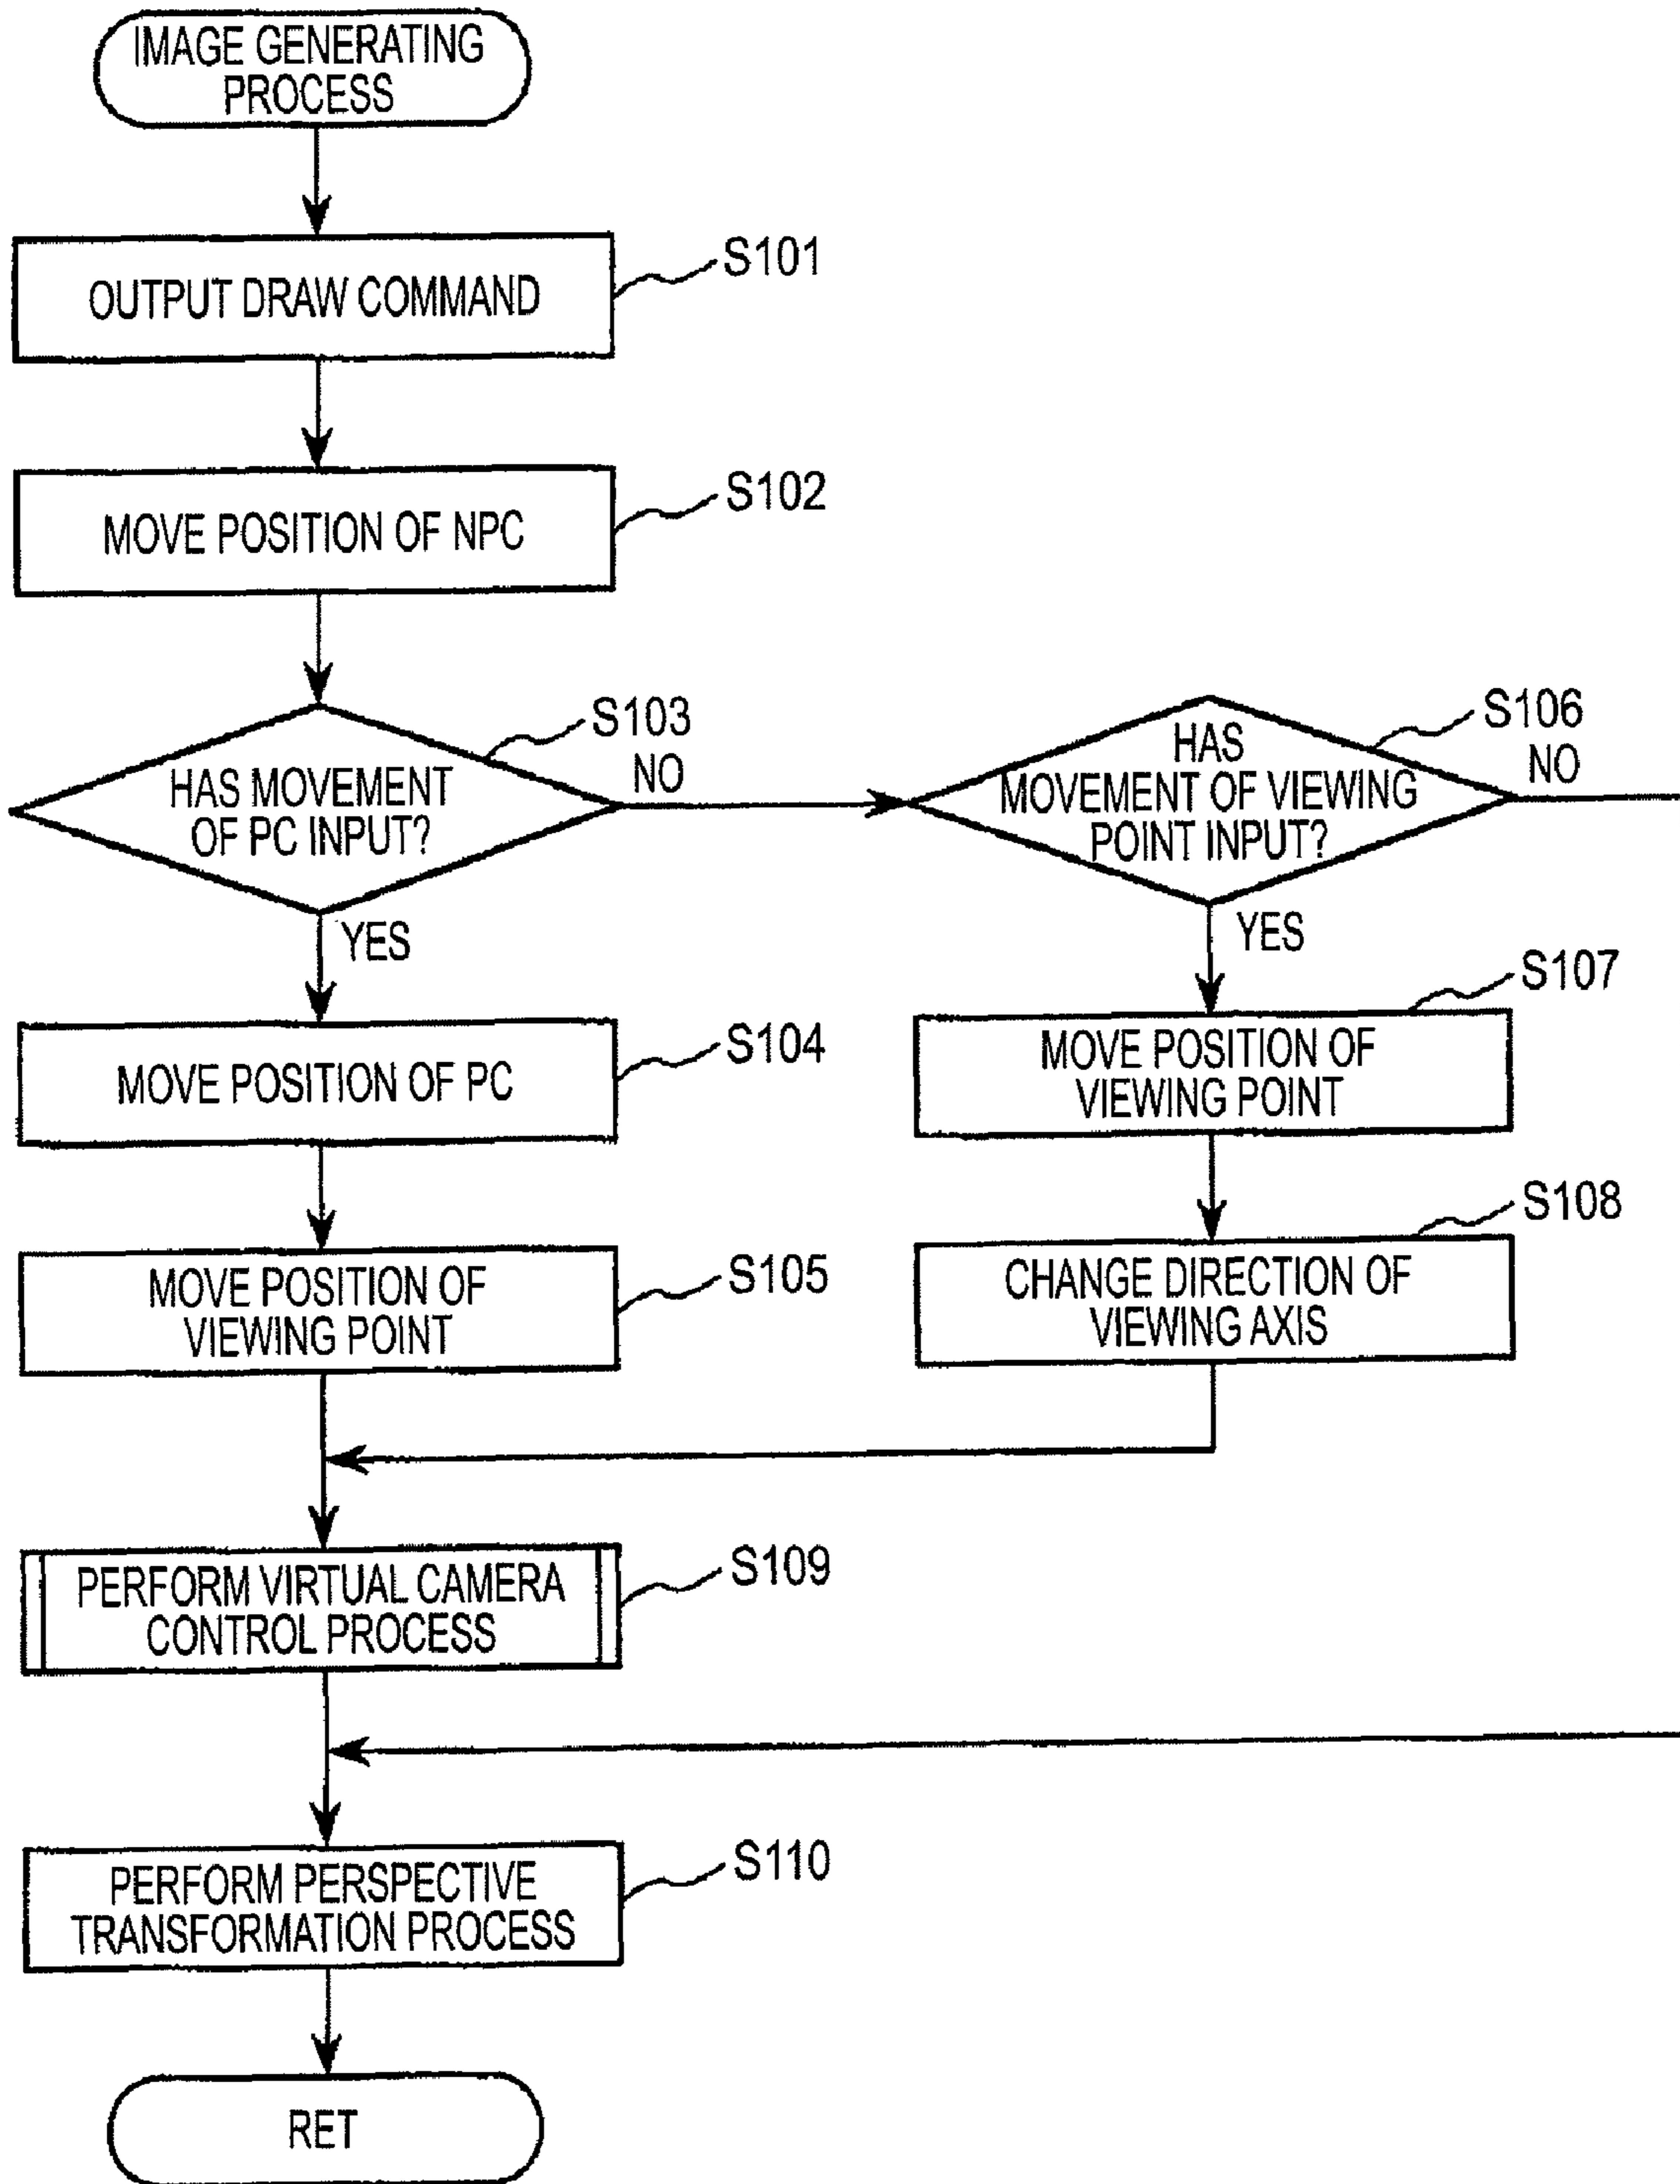 IMAGE GENERATING
PROCESS
S101
OUTPUT DRAW COMMAND
S102
MOVE POSITION OF NPC
S103
HAS MOVEMENT
OF PC INPUT?
NO
YES
S106
HAS
MOVEMENT OF VIEWING
POINT INPUT?
NO
YES
S104
MOVE POSITION OF PC
S107
MOVE POSITION OF
VIEWING POINT
S105
MOVE POSITION OF
VIEWING POINT
S108
CHANGE DIRECTION OF
VIEWING AXIS
S109
PERFORM VIRTUAL CAMERA
CONTROL PROCESS
S110
PERFORM PERSPECTIVE
TRANSFORMATION PROCESS
RET